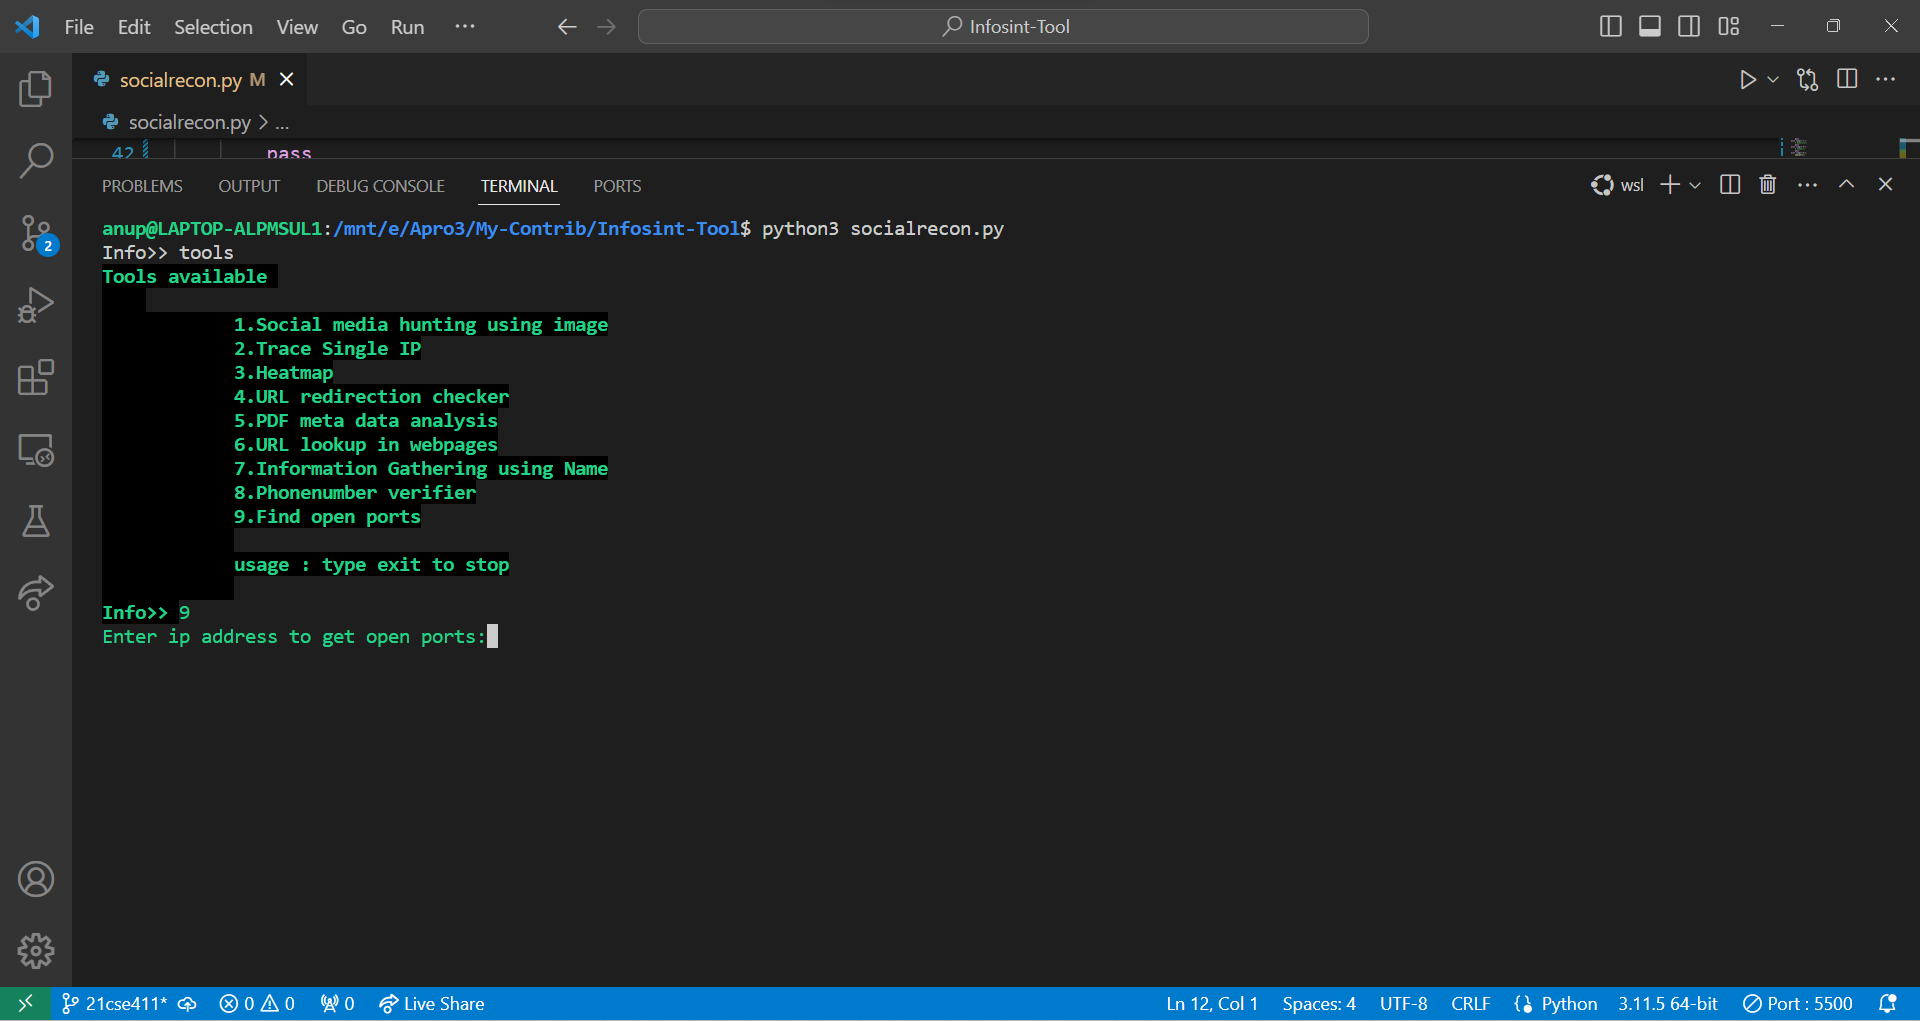 File Edit Selection View Go Run ··· Infosint-Tool
socialrecon.py M
socialrecon.py > ...
42 pass
PROBLEMS OUTPUT DEBUG CONSOLE TERMINAL PORTS wsl
anup@LAPTOP-ALPMSUL1:/mnt/e/Apro3/My-Contrib/Infosint-Tool$ python3 socialrecon.py
Info>> tools
Tools available
1.Social media hunting using image
2.Trace Single IP
3.Heatmap
4.URL redirection checker
5.PDF meta data analysis
6.URL lookup in webpages
7.Information Gathering using Name
8.Phonenumber verifier
9.Find open ports
usage : type exit to stop
Info>> 9
Enter ip address to get open ports:
2
21cse411* 0 0 0 Live Share Ln 12, Col 1 Spaces: 4 UTF-8 CRLF Python 3.11.5 64-bit Port : 5500